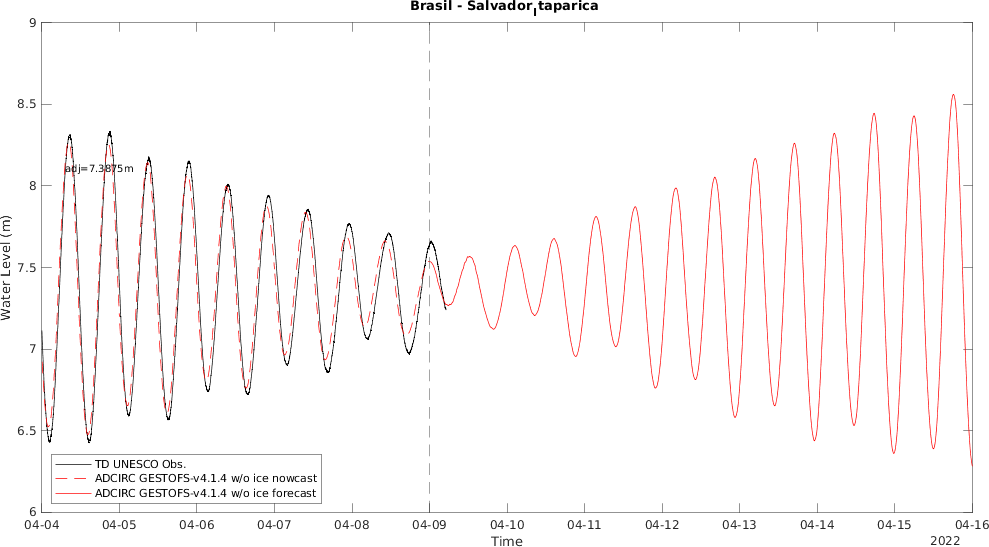 Brasil - Salvador_Itaparica
9
8.5
8
7.5
7
6.5
6
Water Level (m)
adj=7.3875m
TD UNESCO Obs.
ADCIRC GESTOFS-v4.1.4 w/o ice nowcast
ADCIRC GESTOFS-v4.1.4 w/o ice forecast
04-04 04-05 04-06 04-07 04-08 04-09 04-10 04-11 04-12 04-13 04-14 04-15 04-16
Time
2022